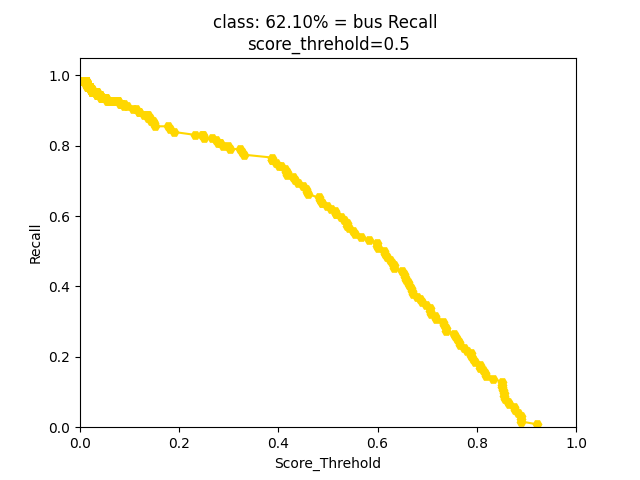 class: 62.10% = bus Recall
score_threhold=0.5
1.0
0.8
0.6
0.4
0.2
0.0
Recall
0.0 0.2 0.4 0.6 0.8 1.0
Score_Threhold